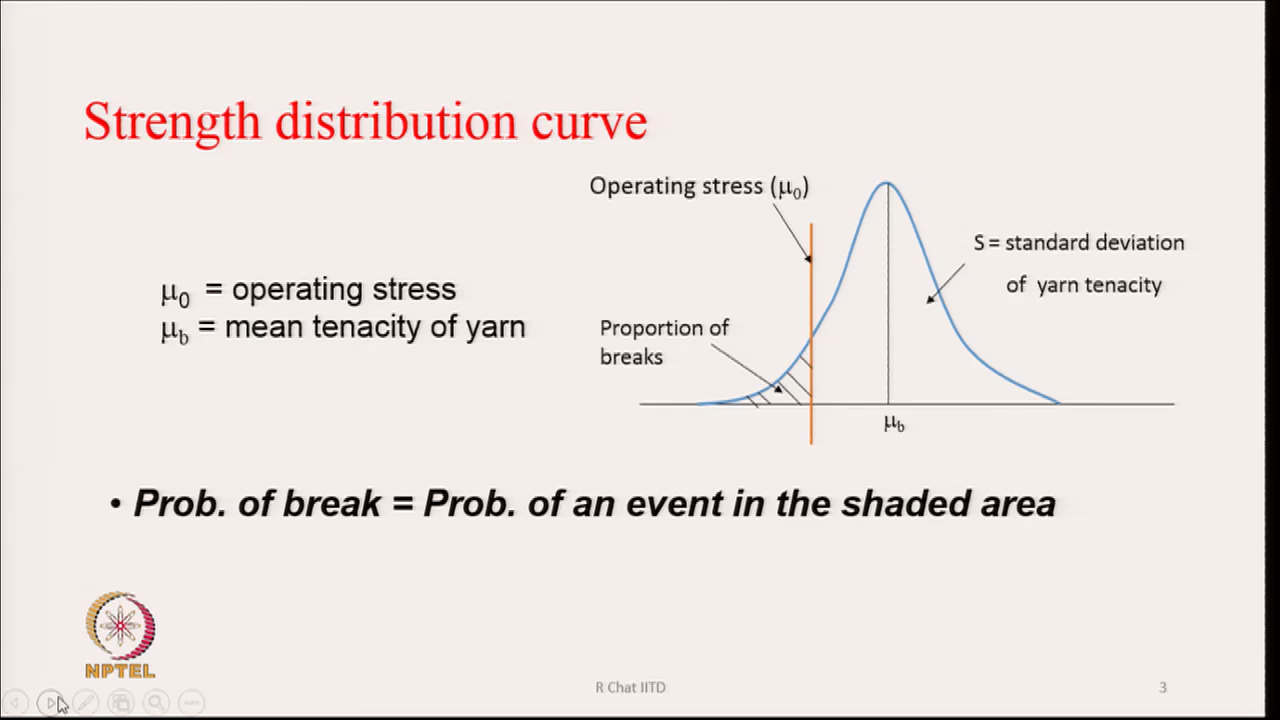 Strength distribution curve
Operating stress (μ0)
S = standard deviation
of yarn tenacity
μ0 = operating stress
μb = mean tenacity of yarn
Proportion of
breaks
μb
• Prob. of break = Prob. of an event in the shaded area
NPTEL
R Chat IITD
3